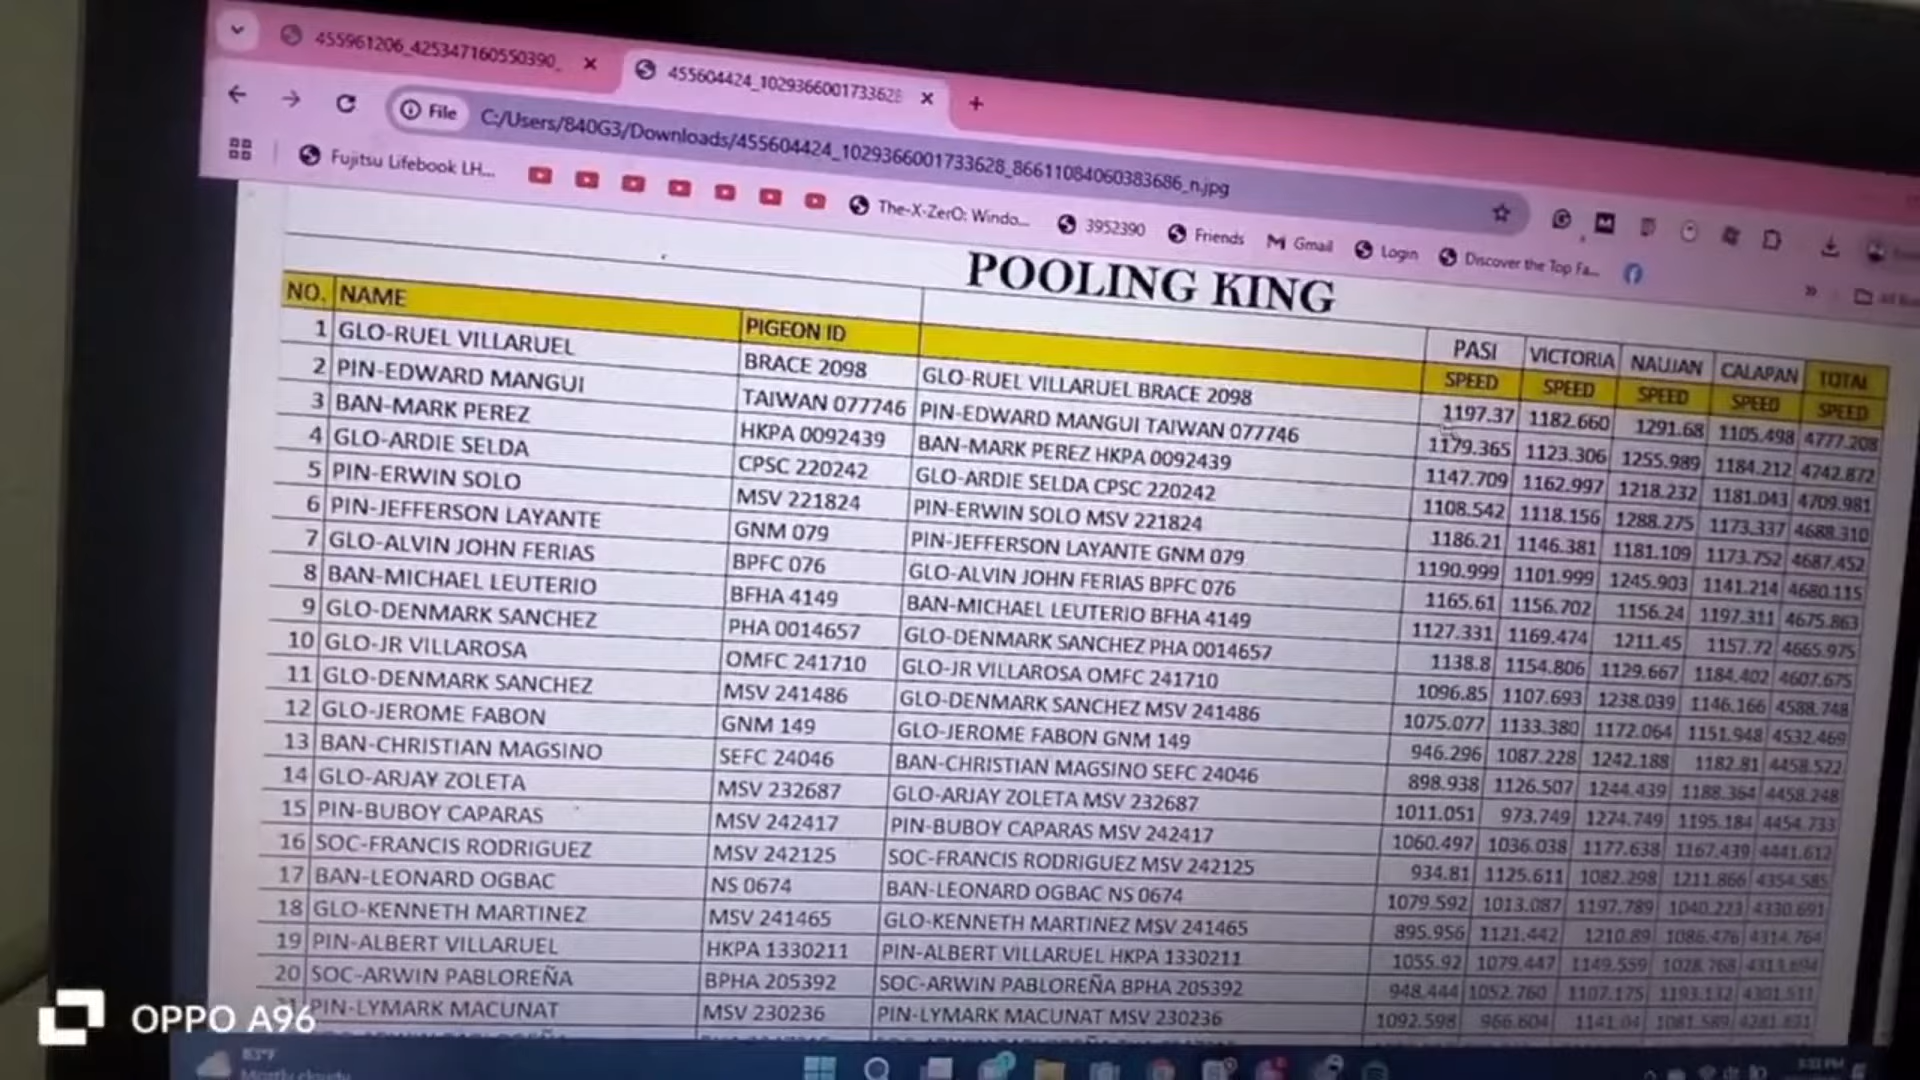 455961206_425347160550390_
455604424_1029366001733628
File C:/Users/840G3/Downloads/455604424_1029366001733628_86611084060383686_n.jpg
Fujitsu Lifebook LH... The-X-ZerO: Windo... 3952390 Friends Gmail Login Discover the Top Fa...
POOLING KING
PASI VICTORIA NAUJAN CALAPAN TOTAL
NO. NAME PIGEON ID SPEED SPEED SPEED SPEED SPEED
1 GLO-RUEL VILLARUEL BRACE 2098 GLO-RUEL VILLARUEL BRACE 2098 1197.37 1182.660 1291.68 1105.498 4777.208
2 PIN-EDWARD MANGUI TAIWAN 077746 PIN-EDWARD MANGUI TAIWAN 077746 1179.365 1123.306 1255.989 1184.212 4742.872
3 BAN-MARK PEREZ HKPA 0092439 BAN-MARK PEREZ HKPA 0092439 1147.709 1162.997 1218.232 1181.043 4709.981
4 GLO-ARDIE SELDA CPSC 220242 GLO-ARDIE SELDA CPSC 220242 1108.542 1118.156 1288.275 1173.337 4688.310
5 PIN-ERWIN SOLO MSV 221824 PIN-ERWIN SOLO MSV 221824 1186.21 1146.381 1181.109 1173.752 4687.452
6 PIN-JEFFERSON LAYANTE GNM 079 PIN-JEFFERSON LAYANTE GNM 079 1190.999 1101.999 1245.903 1141.214 4680.115
7 GLO-ALVIN JOHN FERIAS BPFC 076 GLO-ALVIN JOHN FERIAS BPFC 076 1165.61 1156.702 1156.24 1197.311 4675.863
8 BAN-MICHAEL LEUTERIO BFHA 4149 BAN-MICHAEL LEUTERIO BFHA 4149 1127.331 1169.474 1211.45 1157.72 4665.975
9 GLO-DENMARK SANCHEZ PHA 0014657 GLO-DENMARK SANCHEZ PHA 0014657 1138.8 1154.806 1129.667 1184.402 4607.675
10 GLO-JR VILLAROSA OMFC 241710 GLO-JR VILLAROSA OMFC 241710 1096.85 1107.693 1238.039 1146.166 4588.748
11 GLO-DENMARK SANCHEZ MSV 241486 GLO-DENMARK SANCHEZ MSV 241486 1075.077 1133.380 1172.064 1151.948 4532.469
12 GLO-JEROME FABON GNM 149 GLO-JEROME FABON GNM 149 946.296 1087.228 1242.188 1182.81 4458.522
13 BAN-CHRISTIAN MAGSINO SEFC 24046 BAN-CHRISTIAN MAGSINO SEFC 24046 898.938 1126.507 1244.439 1188.364 4458.248
14 GLO-ARJAY ZOLETA MSV 232687 GLO-ARJAY ZOLETA MSV 232687 1011.051 973.749 1274.749 1195.184 4454.733
15 PIN-BUBOY CAPARAS MSV 242417 PIN-BUBOY CAPARAS MSV 242417 1060.497 1036.038 1177.638 1167.439 4441.612
16 SOC-FRANCIS RODRIGUEZ MSV 242125 SOC-FRANCIS RODRIGUEZ MSV 242125 934.81 1125.611 1082.298 1211.866 4354.585
17 BAN-LEONARD OGBAC NS 0674 BAN-LEONARD OGBAC NS 0674 1079.592 1013.087 1197.789 1040.223 4330.691
18 GLO-KENNETH MARTINEZ MSV 241465 GLO-KENNETH MARTINEZ MSV 241465 895.956 1121.442 1210.89 1086.476 4314.764
19 PIN-ALBERT VILLARUEL HKPA 1330211 PIN-ALBERT VILLARUEL HKPA 1330211 1055.92 1079.447 1149.559 1028.768 4313.694
20 SOC-ARWIN PABLOREÑA BPHA 205392 SOC-ARWIN PABLOREÑA BPHA 205392 948.444 1052.760 1107.175 1193.132 4301.511
21 PIN-LYMARK MACUNAT MSV 230236 PIN-LYMARK MACUNAT MSV 230236 1092.598 966.604 1141.04 1081.589
OPPO A96
83°F
Mostly cloudy